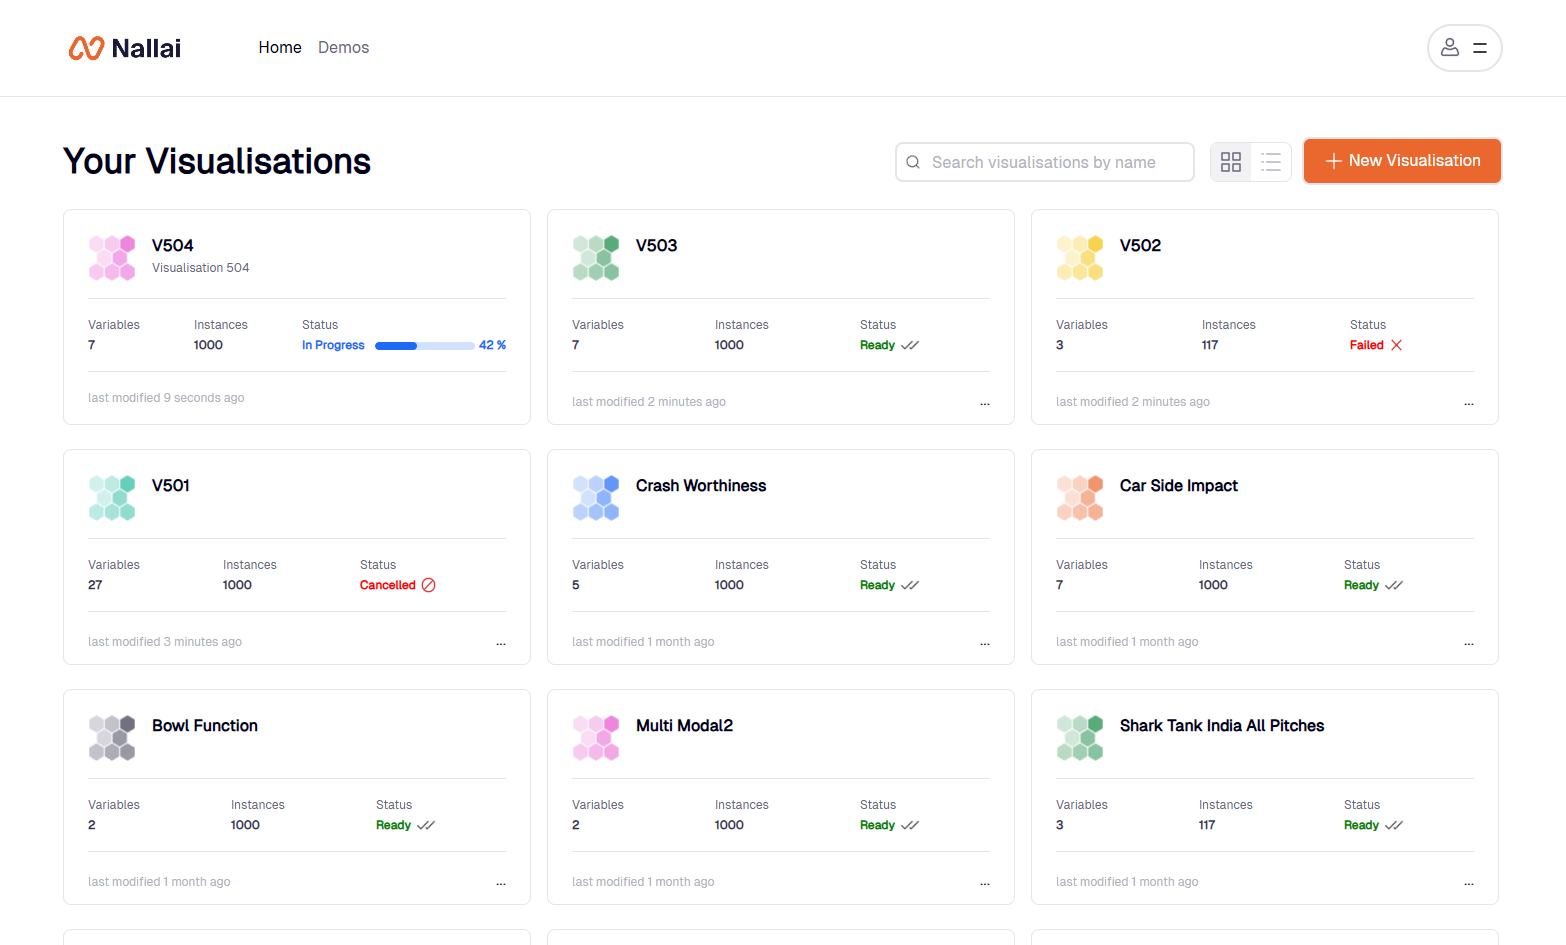 Nallai
Home Demos
Your Visualisations
Search visualisations by name
New Visualisation
V504
Visualisation 504
Variables Instances Status
7 1000 In Progress 42 %
last modified 9 seconds ago
V503
Variables Instances Status
7 1000 Ready
last modified 2 minutes ago
...
V502
Variables Instances Status
3 117 Failed
last modified 2 minutes ago
...
V501
Variables Instances Status
27 1000 Cancelled
last modified 3 minutes ago
...
Crash Worthiness
Variables Instances Status
5 1000 Ready
last modified 1 month ago
...
Car Side Impact
Variables Instances Status
7 1000 Ready
last modified 1 month ago
...
Bowl Function
Variables Instances Status
2 1000 Ready
last modified 1 month ago
...
Multi Modal2
Variables Instances Status
2 1000 Ready
last modified 1 month ago
...
Shark Tank India All Pitches
Variables Instances Status
3 117 Ready
last modified 1 month ago
...